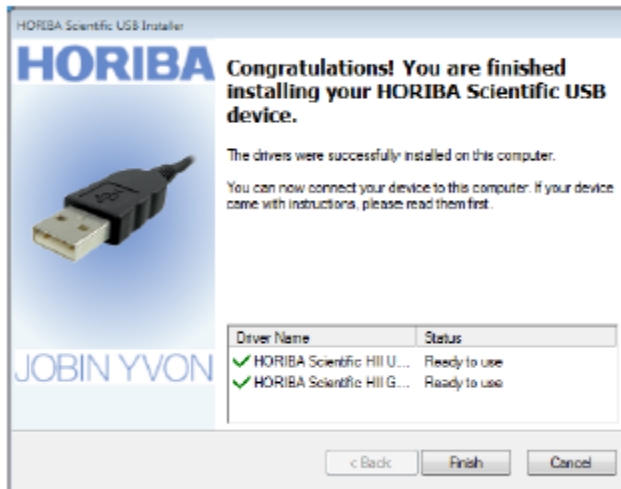 HORIBA Scientific USB Installer
HORIBA
Congratulations! You are finished
installing your HORIBA Scientific USB
device.
The drivers were successfully installed on this computer.
You can now connect your device to this computer. If your device
came with instructions, please read them first.
Driver Name Status
HORIBA Scientific HII U... Ready to use
HORIBA Scientific HII G... Ready to use
JOBIN YVON
< Back Finish Cancel